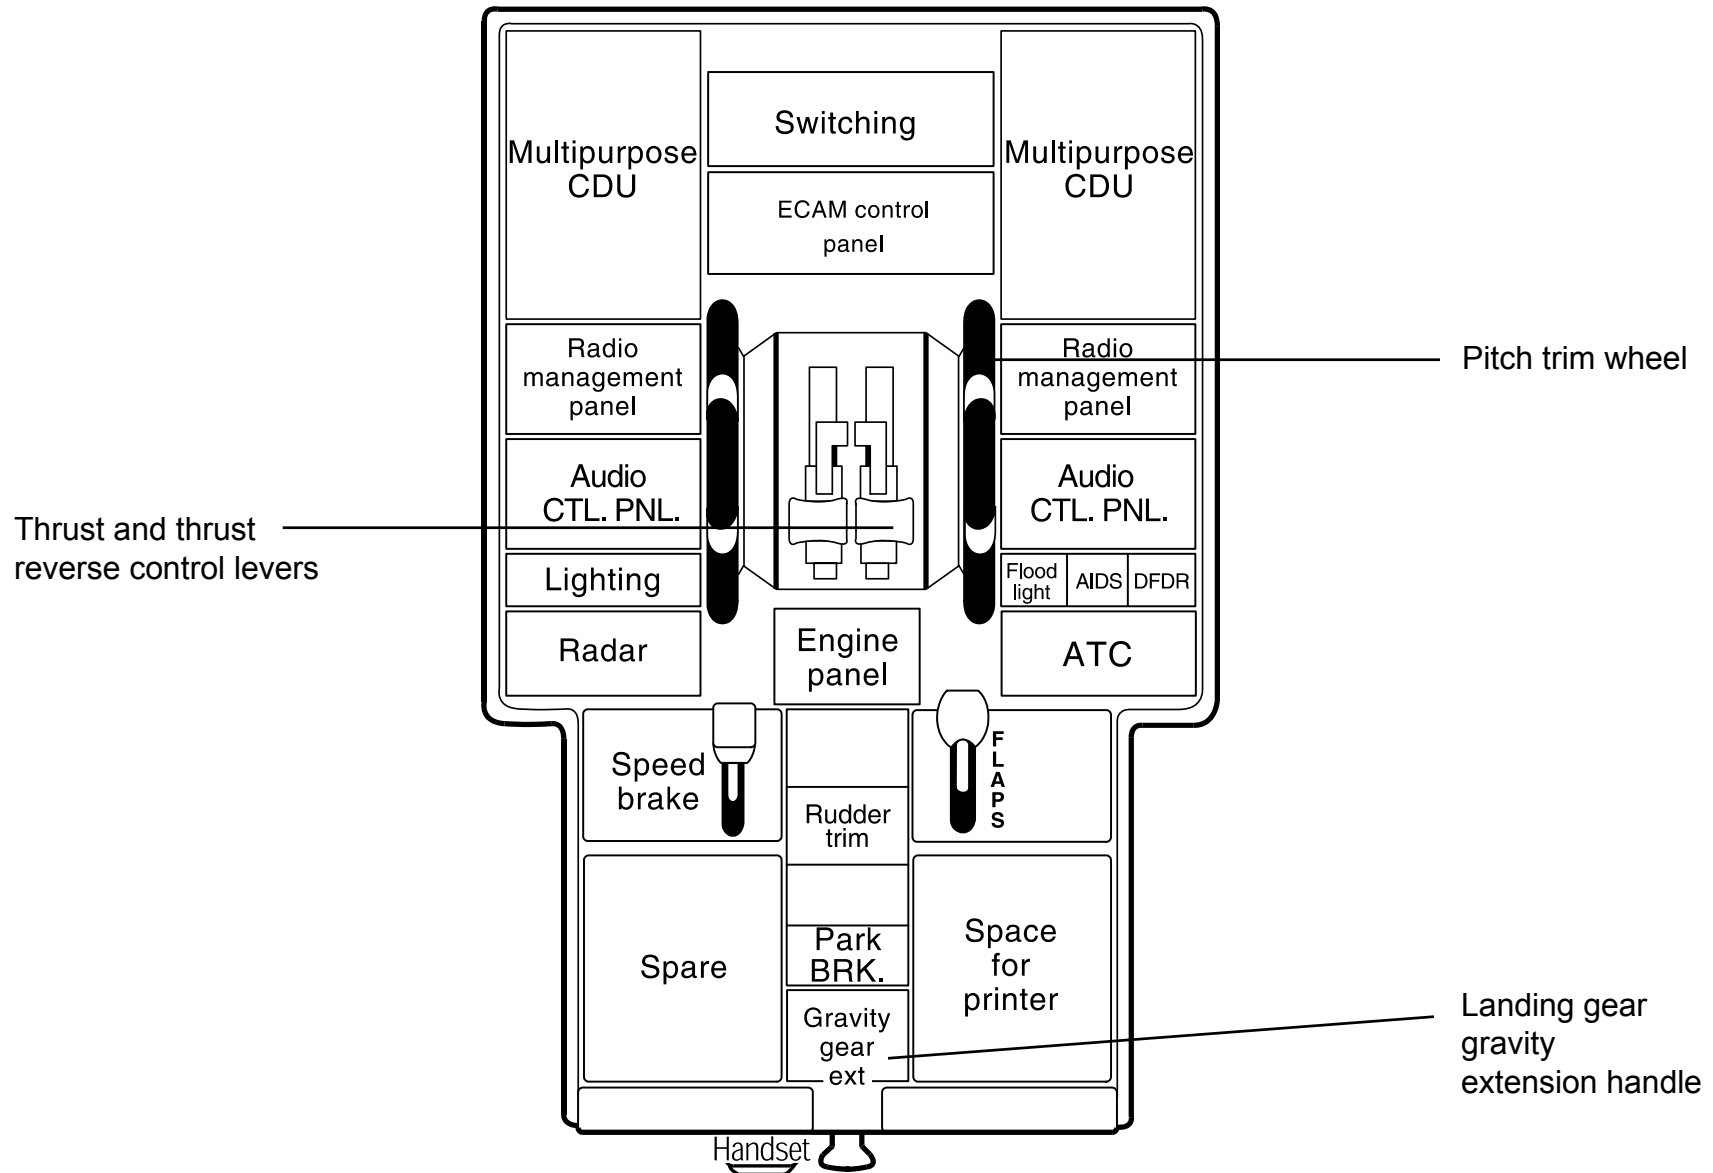 Switching
Multipurpose
CDU
Multipurpose
CDU
ECAM control
panel
Radio
management
panel
Radio
management
panel
Pitch trim wheel
Audio
CTL. PNL.
Audio
CTL. PNL.
Thrust and thrust
reverse control levers
Lighting
Flood
light
AIDS
DFDR
Radar
Engine
panel
ATC
Speed
brake
FLAPS
Rudder
trim
Spare
Park
BRK.
Space
for
printer
Gravity
gear
ext
Landing gear
gravity
extension handle
Handset